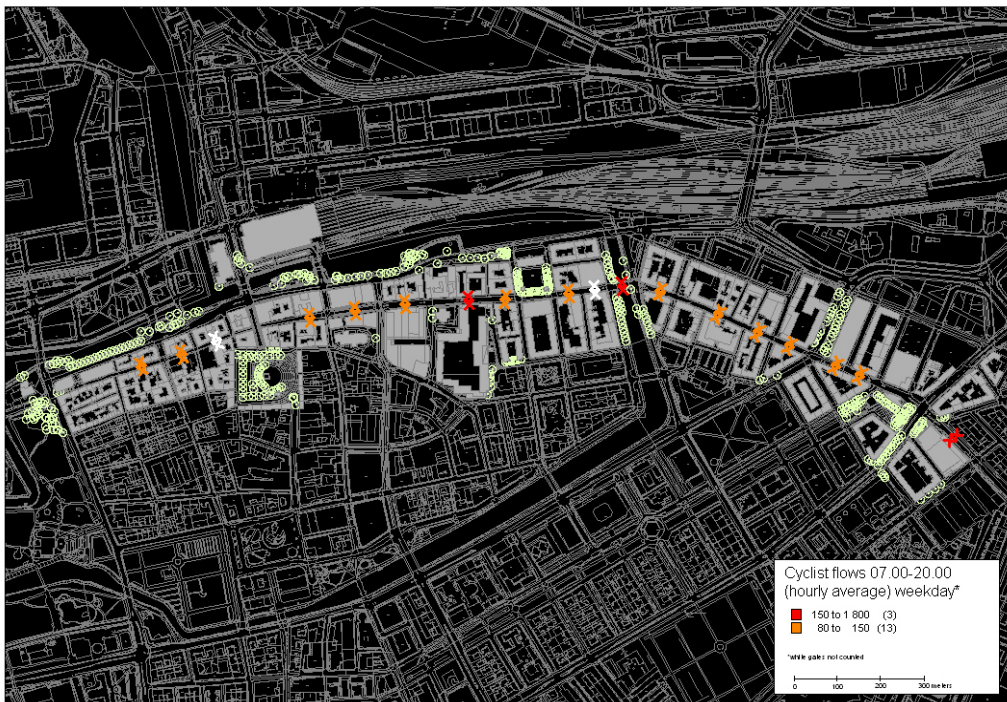 Cyclist flows 07.00-20.00
(hourly average) weekday*
150 to 1 800 (3)
80 to 150 (13)
*while gates not counted
0 100 200 300 meters